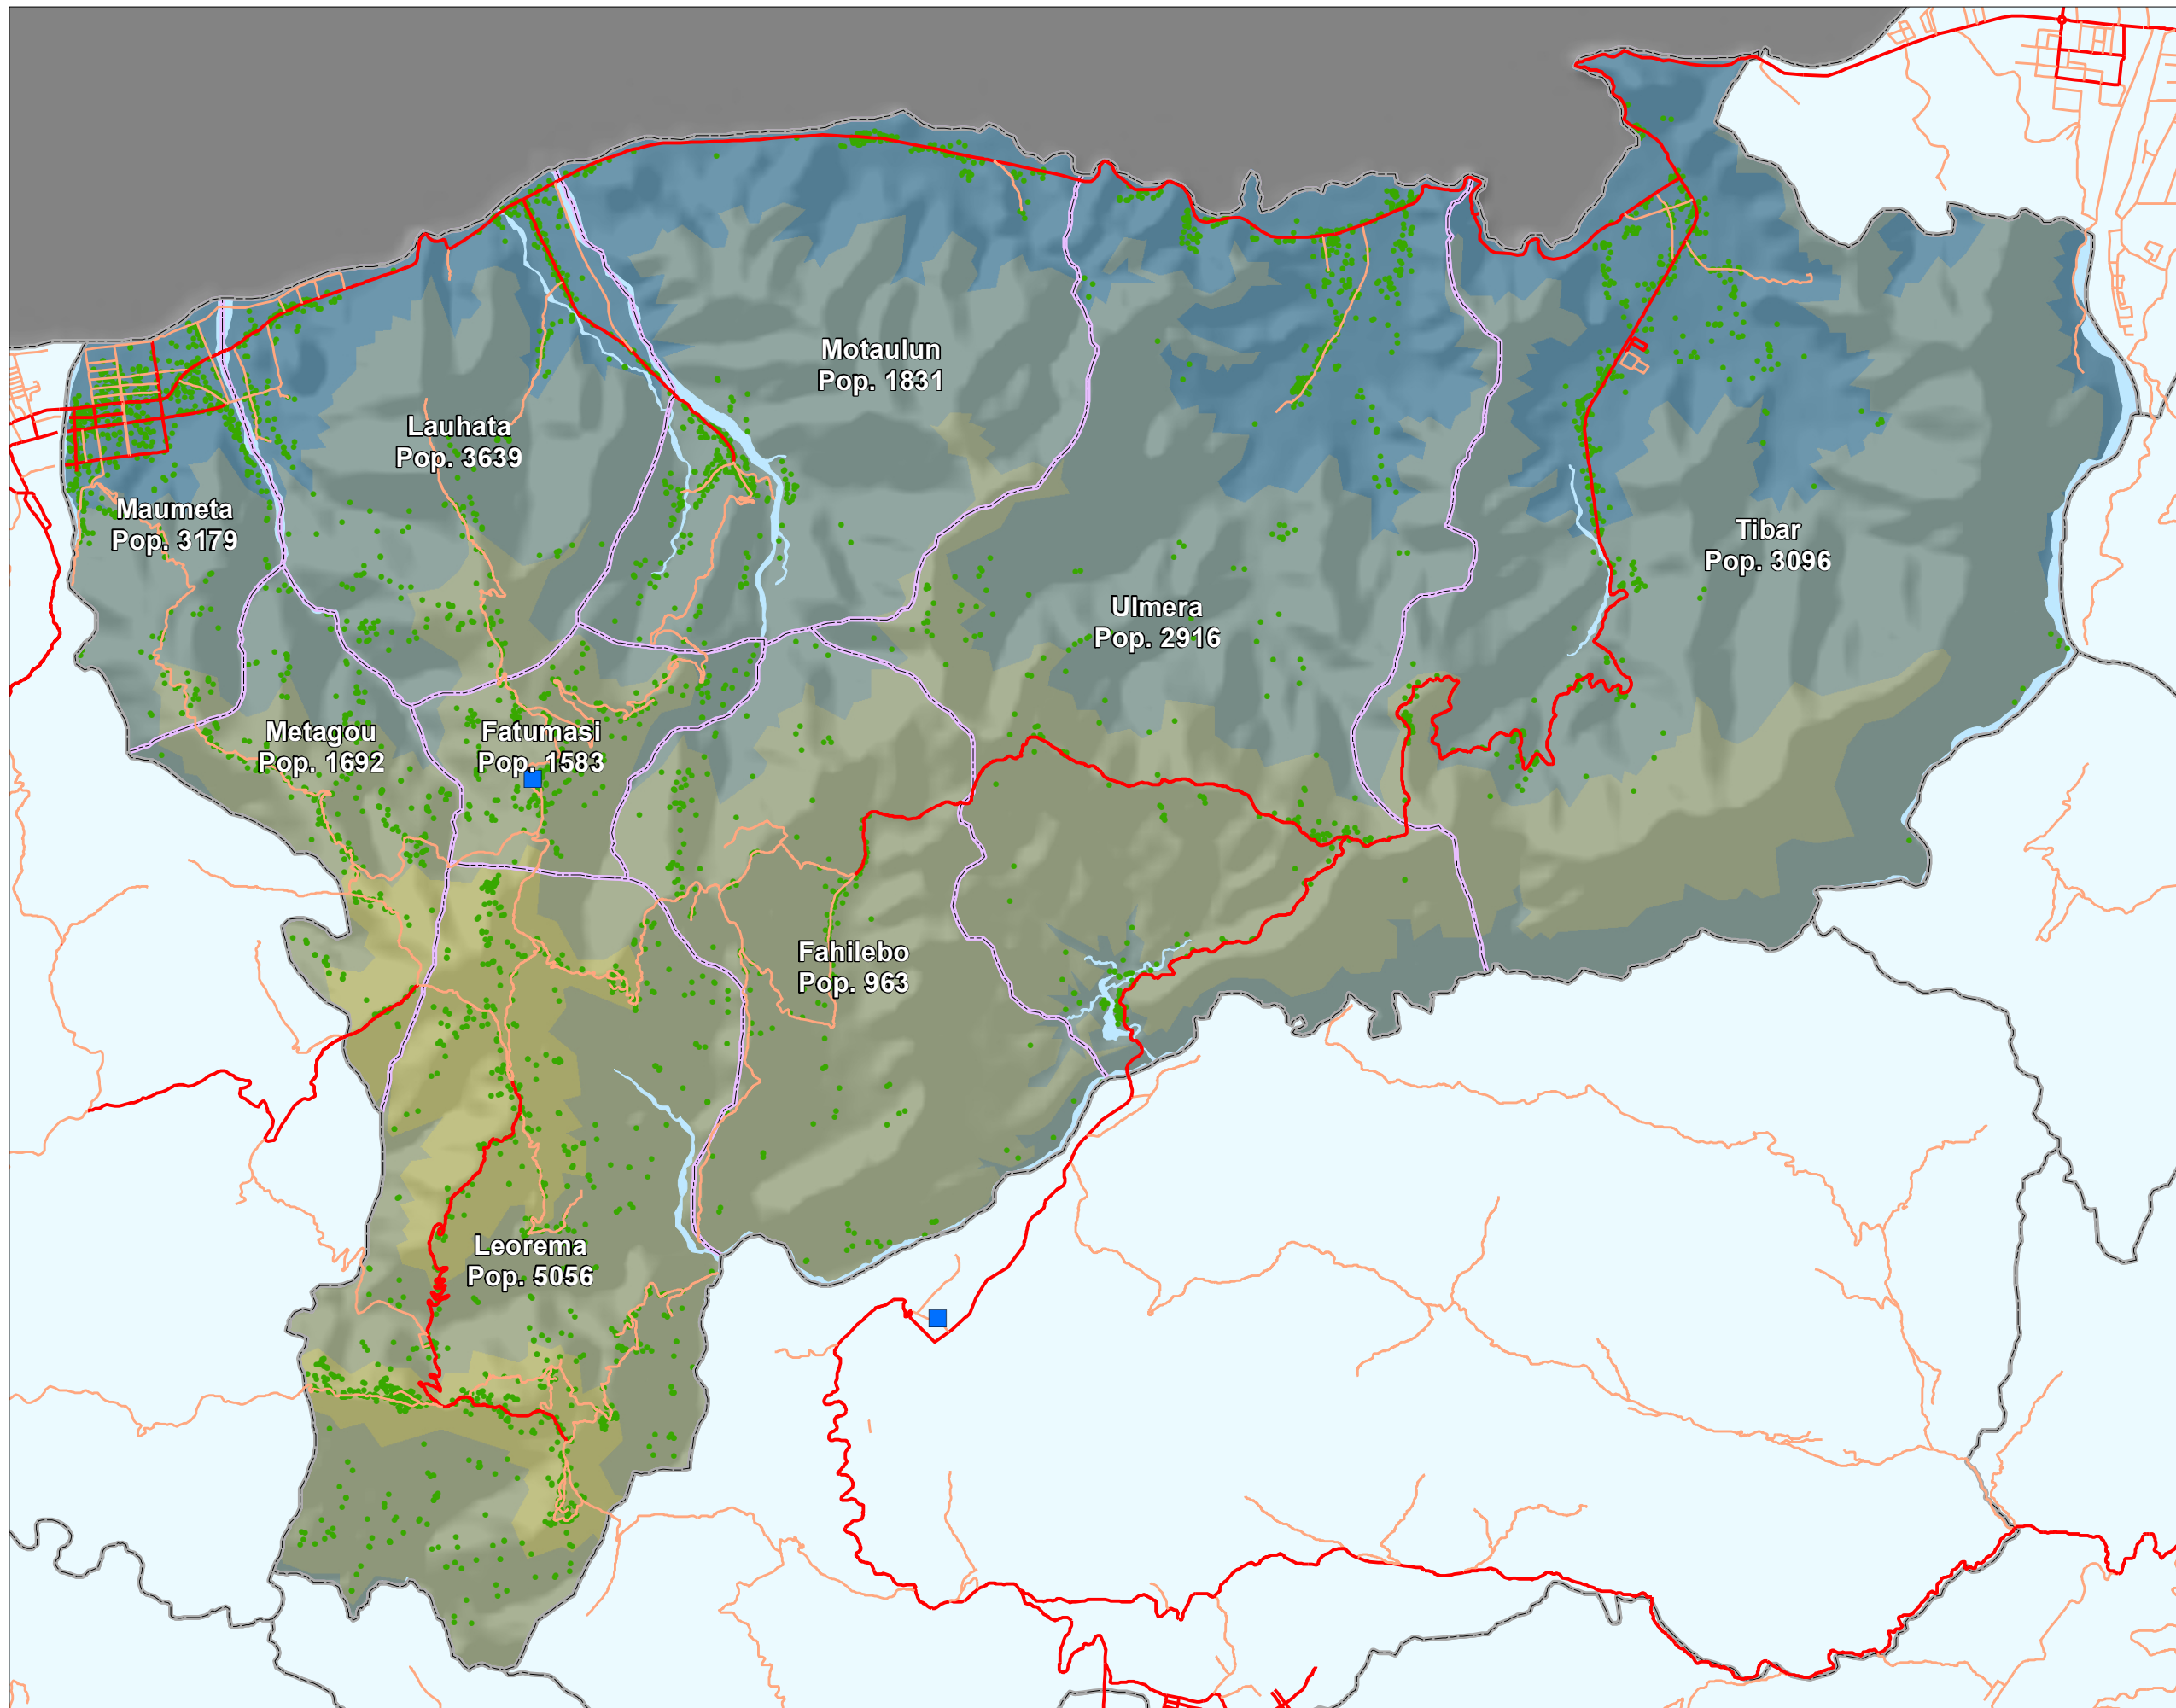 Motaulun
Pop. 1831
Lauhata
Pop. 3639
Maumeta
Pop. 3179
Tibar
Pop. 3096
Ulmera
Pop. 2916
Metagou
Pop. 1692
Fatumasi
Pop. 1583
Fahilebo
Pop. 963
Leorema
Pop. 5056